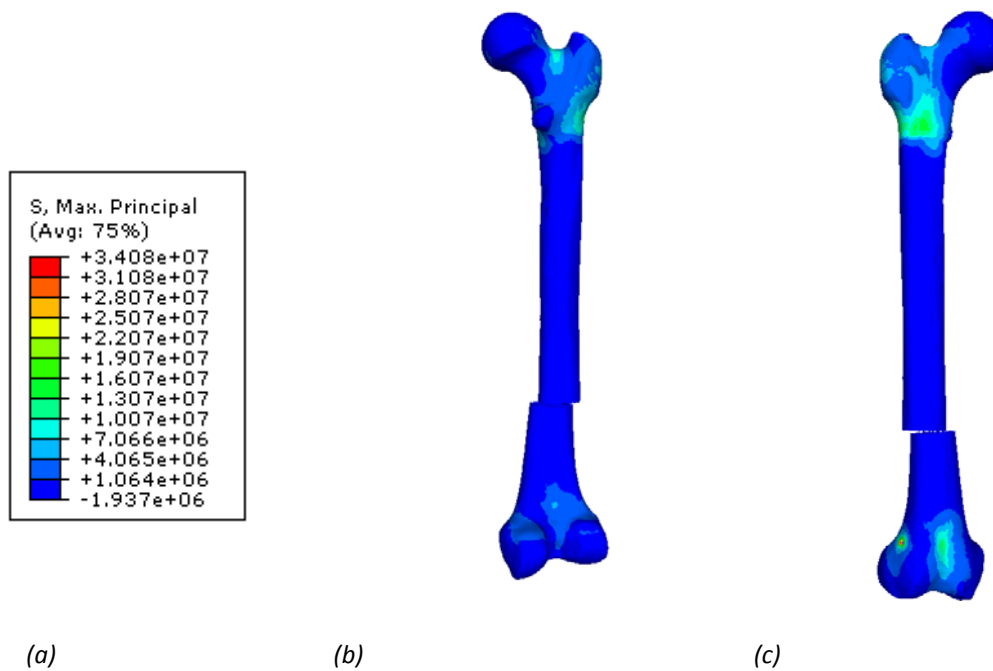 S, Max. Principal
(Avg: 75%)
+3.408e+07
+3.108e+07
+2.807e+07
+2.507e+07
+2.207e+07
+1.907e+07
+1.607e+07
+1.307e+07
+1.007e+07
+7.066e+06
+4.065e+06
+1.064e+06
-1.937e+06
(a)
(b)
(c)